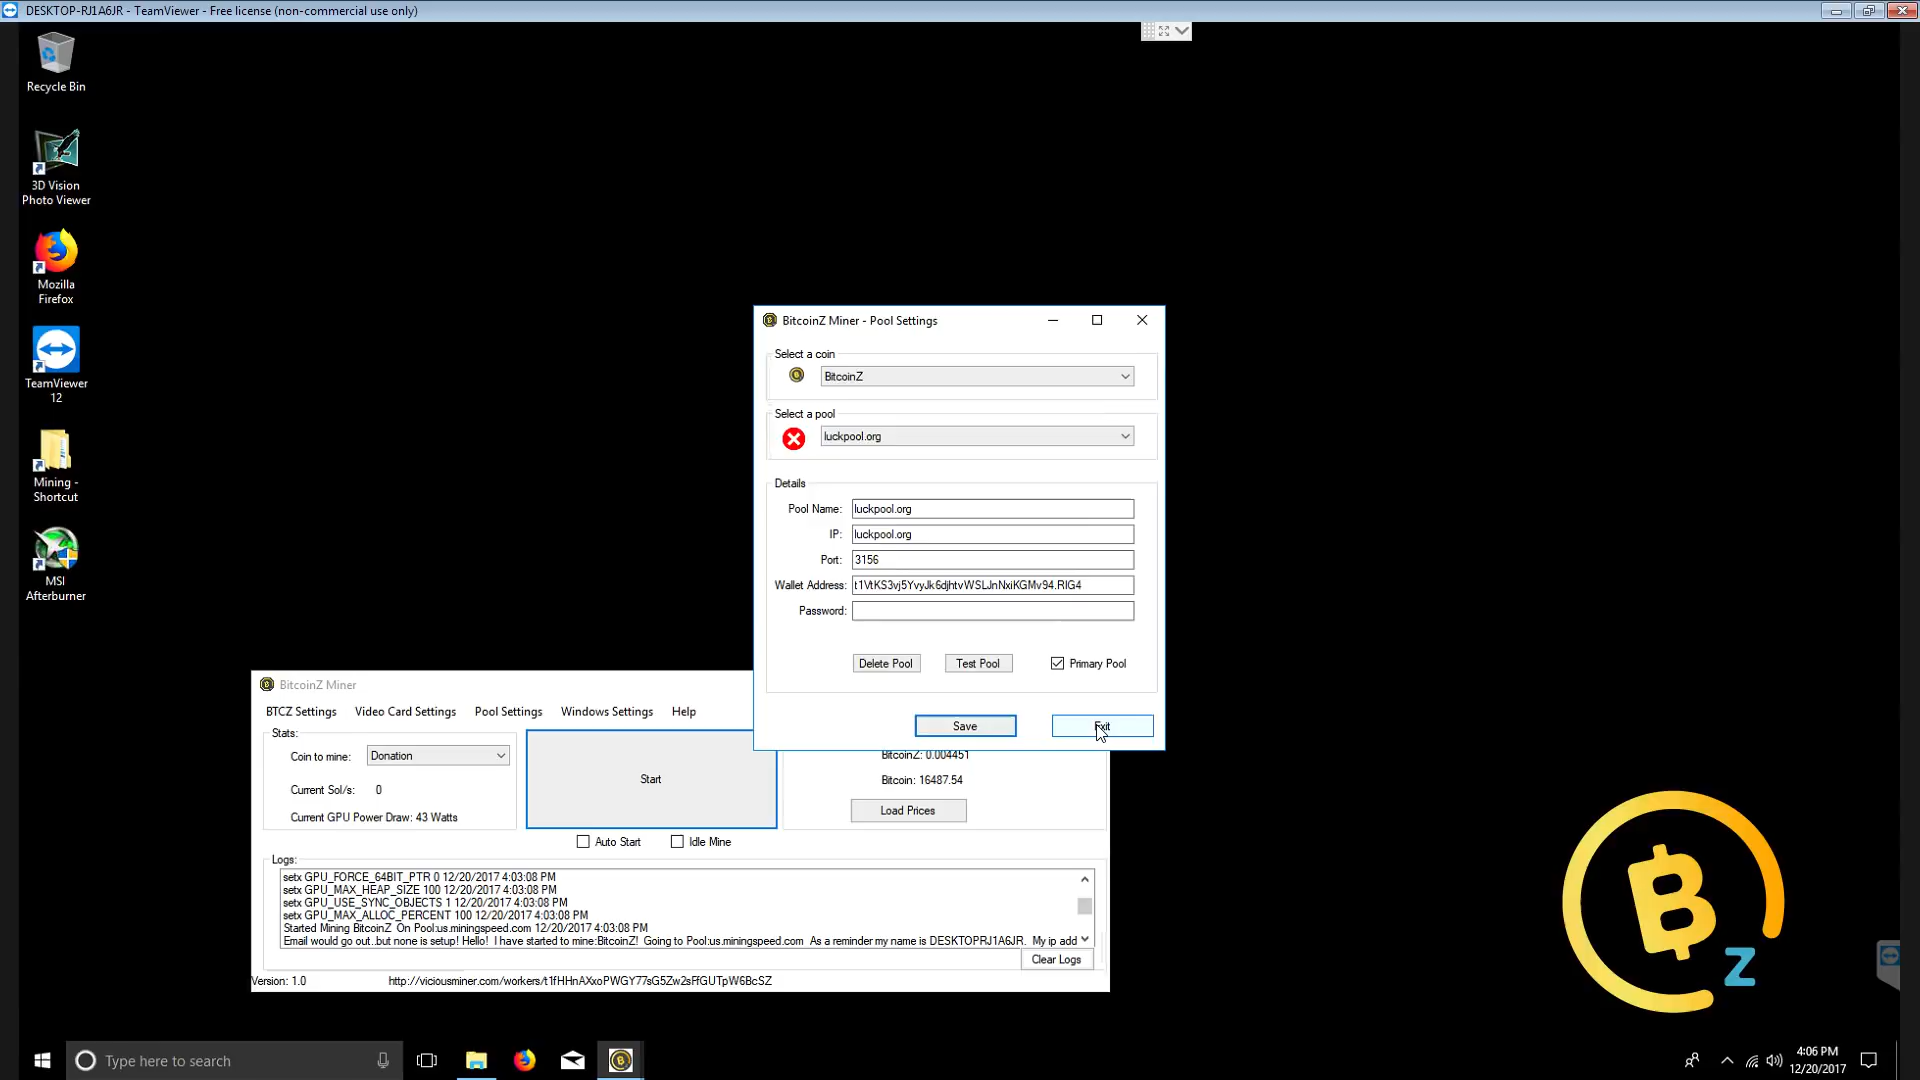 DESKTOP-RJ1A6JR - TeamViewer - Free license (non-commercial use only)
Recycle Bin
3D Vision
Photo Viewer
Mozilla
Firefox
TeamViewer
12
Mining -
Shortcut
MSI
Afterburner
BitcoinZ Miner - Pool Settings
Select a coin
BitcoinZ
Select a pool
luckpool.org
Details
Pool Name: luckpool.org
IP: luckpool.org
Port: 3156
Wallet Address: t1VtKS3vj5YvyJk6djhtvWSLJnNxiKGMv94.RIG4
Password:
Delete Pool Test Pool Primary Pool
Save Exit
BitcoinZ Miner
BTCZ Settings Video Card Settings Pool Settings Windows Settings Help
Stats:
Coin to mine: Donation
Current Sol/s: 0
Current GPU Power Draw: 43 Watts
Start
Auto Start Idle Mine
BitcoinZ: 0.004451
Bitcoin: 16487.54
Load Prices
Logs:
setx GPU_FORCE_64BIT_PTR 0 12/20/2017 4:03:08 PM
setx GPU_MAX_HEAP_SIZE 100 12/20/2017 4:03:08 PM
setx GPU_USE_SYNC_OBJECTS 1 12/20/2017 4:03:08 PM
setx GPU_MAX_ALLOC_PERCENT 100 12/20/2017 4:03:08 PM
Started Mining BitcoinZ On Pool:us.miningspeed.com 12/20/2017 4:03:08 PM
Email would go out..but none is setup! Hello! I have started to mine:BitcoinZ! Going to Pool:us.miningspeed.com As a reminder my name is DESKTOPRJ1A6JR. My ip add
Clear Logs
Version: 1.0 http://viciousminer.com/workers/t1fHHnAXxoPWGY77sG5Zw2sFfGUTpW6BcSZ
Z
Type here to search
4:06 PM
12/20/2017